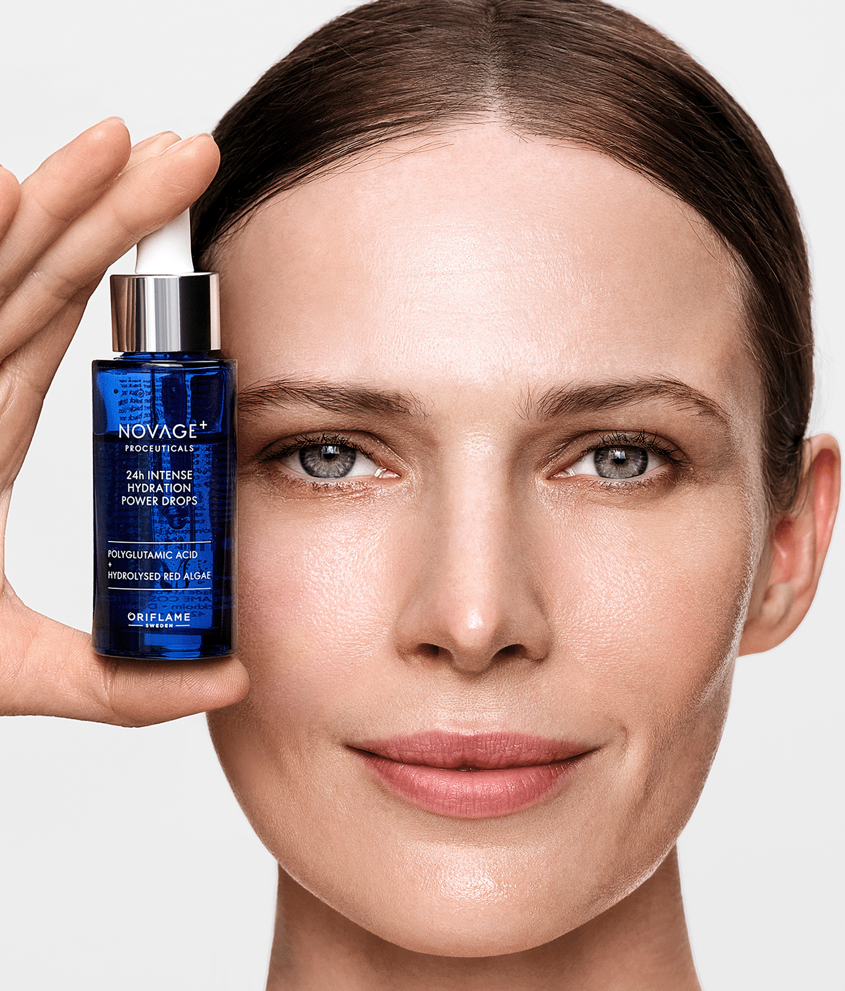 NOVAGE+
PROCEUTICALS
24h INTENSE
HYDRATION
POWER DROPS
POLYGLUTAMIC ACID
+
HYDROLYSED RED ALGAE
ORIFLAME
SWEDEN